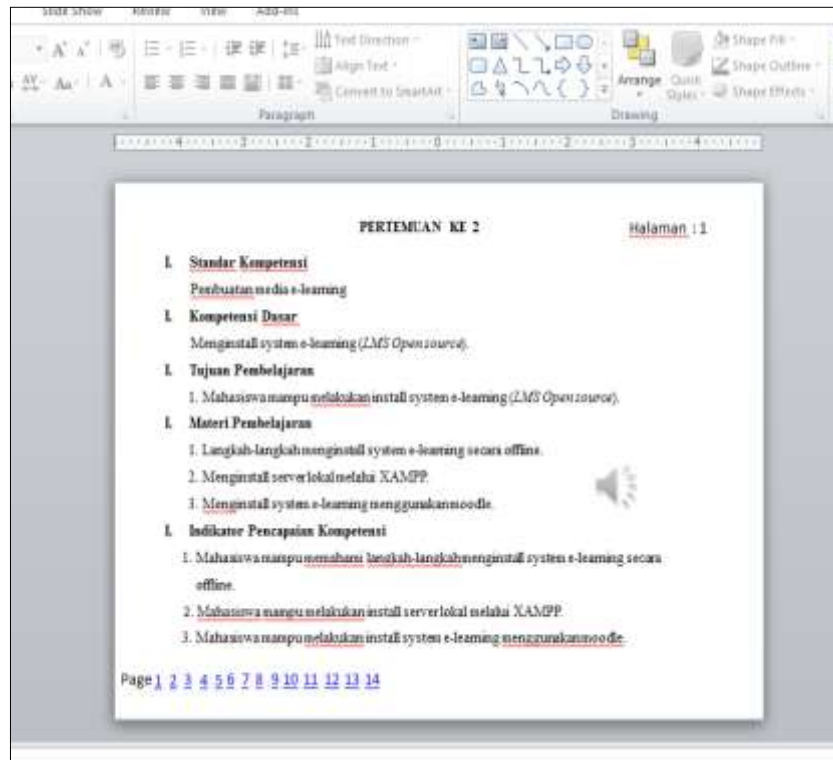 Slide Show Review View Add-Ins
Text Direction
Align Text
Convert to SmartArt
Arrange Quick Styles
Shape Fill
Shape Outline
Shape Effects
Paragraph Drawing
PERTEMUAN KE 2 Halaman : 1
I. Standar Kompetensi
Pembuatan media e-learning
I. Kompetensi Dasar
Menginstall system e-learning (LMS Open source).
I. Tujuan Pembelajaran
1. Mahasiswa mampu melakukan install system e-learning (LMS Open source).
I. Materi Pembelajaran
1. Langkah-langkah menginstall system e-learning secara offline.
2. Menginstall server lokal melalui XAMPP.
3. Menginstall system e-learning menggunakan moodle.
I. Indikator Pencapaian Kompetensi
1. Mahasiswa mampu memahami langkah-langkah menginstall system e-learning secara
offline.
2. Mahasiswa mampu melakukan install server lokal melalui XAMPP.
3. Mahasiswa mampu melakukan install system e-learning menggunakan moodle.
Page 1 2 3 4 5 6 7 8 9 10 11 12 13 14